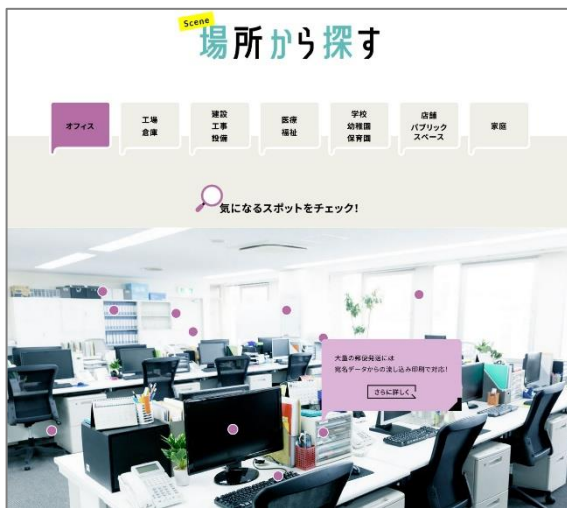 Scene
場所から探す
オフィス
工場
倉庫
建設
工事
設備
医療
福祉
学校
幼稚園
保育園
店舗
パブリック
スペース
家庭
気になるスポットをチェック!
大量の郵便発送には
宛名データからの流し込み印刷で対応!
さらに詳しく